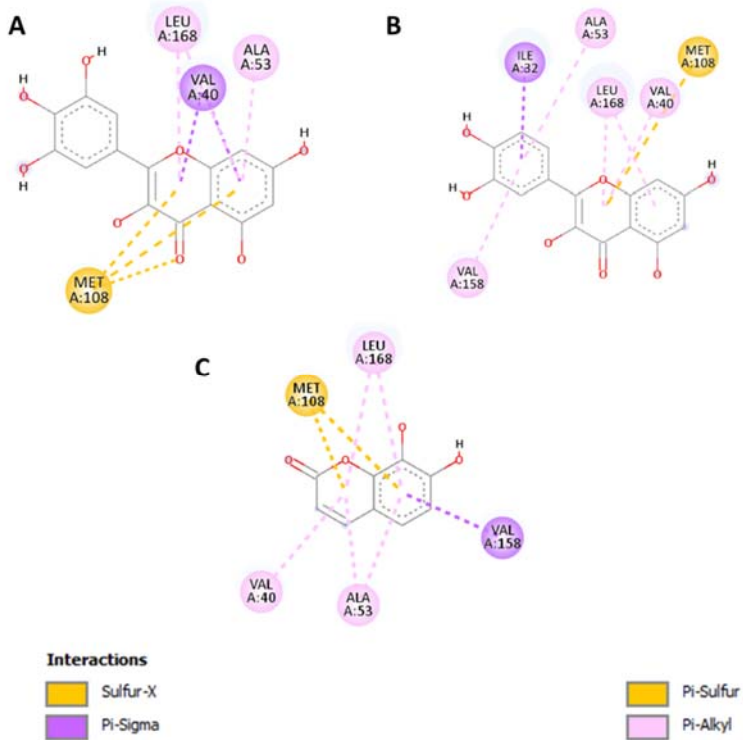 A
LEU
A:168
ALA
A:53
VAL
A:40
H
O
H
O
O
H
O
O
H
O
O
O
MET
A:108
B
ALA
A:53
ILE
A:32
MET
A:108
LEU
A:168
VAL
A:40
H
O
H
O
O
O
H
O
O
O
VAL
A:158
C
LEU
A:168
MET
A:108
O
O
O
H
O
VAL
A:158
VAL
A:40
ALA
A:53
Interactions
Sulfur-X
Pi-Sulfur
Pi-Sigma
Pi-Alkyl